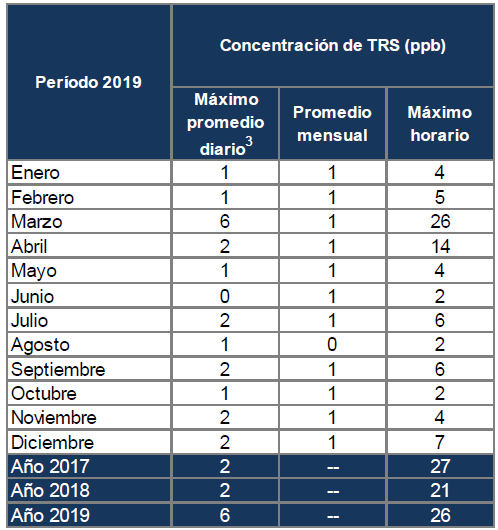 Período 2019
Concentración de TRS (ppb)
Máximo promedio diario3
Promedio mensual
Máximo horario
Enero 1 1 4
Febrero 1 1 5
Marzo 6 1 26
Abril 2 1 14
Mayo 1 1 4
Junio 0 1 2
Julio 2 1 6
Agosto 1 0 2
Septiembre 2 1 6
Octubre 1 1 2
Noviembre 2 1 4
Diciembre 2 1 7
Año 2017 2 -- 27
Año 2018 2 -- 21
Año 2019 6 -- 26